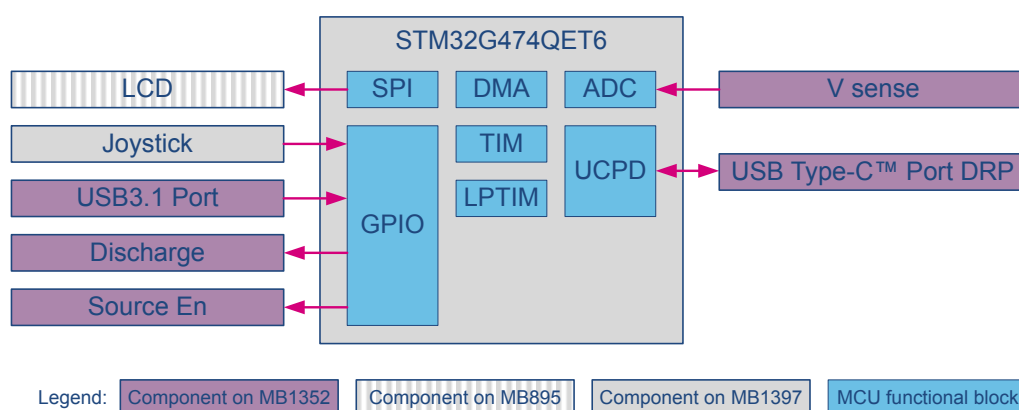 STM32G474QET6
LCD
SPI
DMA
ADC
V sense
Joystick
TIM
USB3.1 Port
UCPD
USB Type-C™ Port DRP
LPTIM
GPIO
Discharge
Source En
Legend:
Component on MB1352
Component on MB895
Component on MB1397
MCU functional block